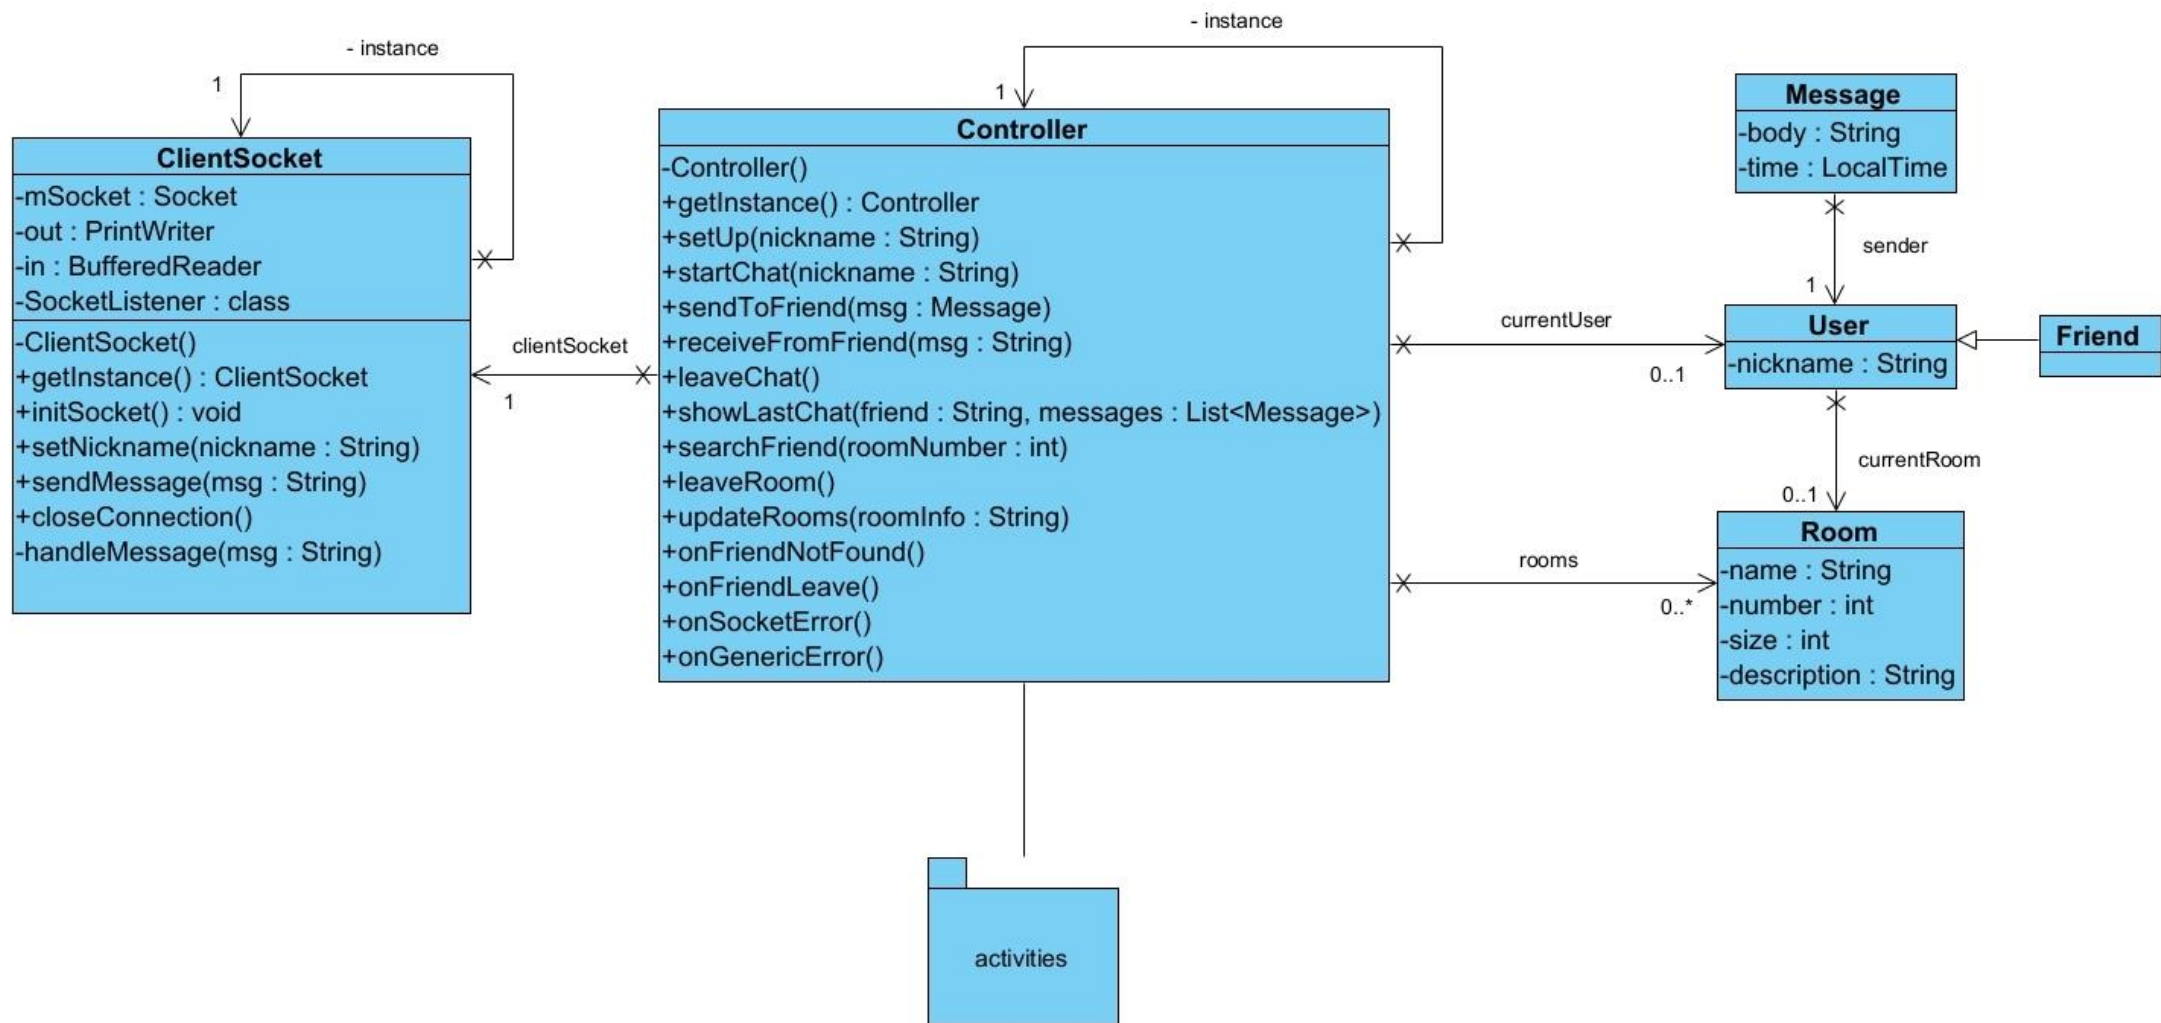 - instance
1
ClientSocket
-mSocket : Socket
-out : PrintWriter
-in : BufferedReader
-SocketListener : class
-ClientSocket()
+getInstance() : ClientSocket
+initSocket() : void
+setNickname(nickname : String)
+sendMessage(msg : String)
+closeConnection()
-handleMessage(msg : String)
clientSocket
1
- instance
1
Controller
-Controller()
+getInstance() : Controller
+setUp(nickname : String)
+startChat(nickname : String)
+sendToFriend(msg : Message)
+receiveFromFriend(msg : String)
+leaveChat()
+showLastChat(friend : String, messages : List<Message>)
+searchFriend(roomNumber : int)
+leaveRoom()
+updateRooms(roomInfo : String)
+onFriendNotFound()
+onFriendLeave()
+onSocketError()
+onGenericError()
currentUser
0..1
rooms
0..*
Message
-body : String
-time : LocalTime
sender
1
User
-nickname : String
Friend
currentRoom
0..1
Room
-name : String
-number : int
-size : int
-description : String
activities